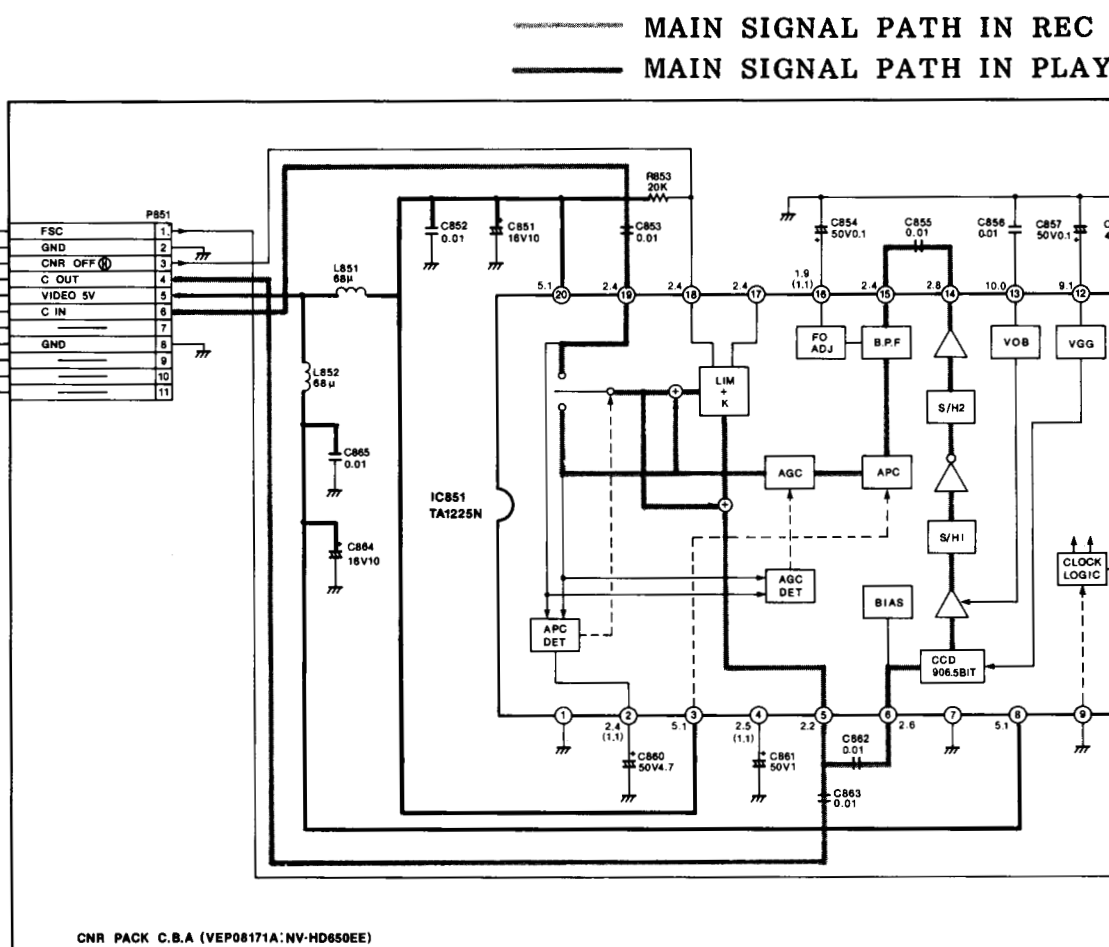 MAIN SIGNAL PATH IN REC
MAIN SIGNAL PATH IN PLAY
P851
FSC 1
GND 2
CNR OFF Ⓗ 3
C OUT 4
VIDEO 5V 5
C IN 6
7
GND 8
9
10
11
L851
68μ
L852
68μ
C865
0.01
C864
16V10
C852
0.01
C851
16V10
C853
0.01
R853
20K
C854
50V0.1
C855
0.01
C856
0.01
C857
50V0.1
C
4
5.1
20
2.4
19
2.4
18
2.4
17
1.9
(1.1)
16
2.4
15
2.8
14
10.0
13
9.1
12
FO
ADJ
B.P.F
VOB
VGG
LIM
+
K
S/H2
AGC
APC
IC851
TA1225N
S/H1
CLOCK
LOGIC
AGC
DET
BIAS
APC
DET
CCD
906.5BIT
1
2
2.4
(1.1)
3
5.1
4
2.5
(1.1)
5
2.2
6
2.6
7
8
5.1
9
C860
50V4.7
C861
50V1
C862
0.01
C863
0.01
CNR PACK C.B.A (VEP08171A:NV-HD650EE)